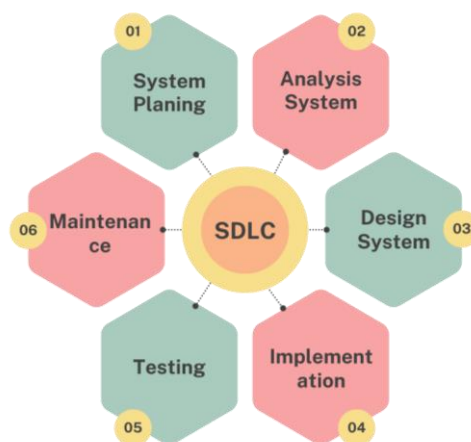 01
System
Planing
02
Analysis
System
03
Design
System
04
Implement
ation
05
Testing
06
Maintenan
ce
SDLC